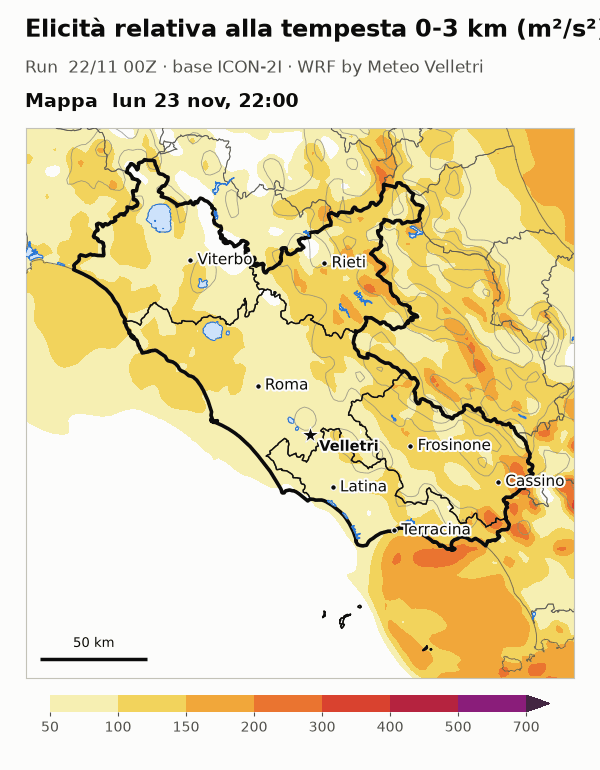 Elicità relativa alla tempesta 0-3 km (m²/s²)
Run 22/11 00Z · base ICON-2I · WRF by Meteo Velletri
Mappa lun 23 nov, 22:00
Viterbo
Rieti
Roma
Velletri
Frosinone
Cassino
Latina
Terracina
50 km
50 100 150 200 300 400 500 700